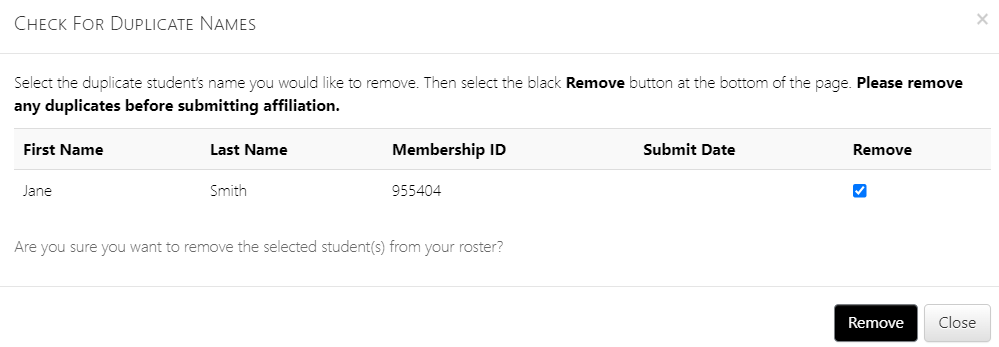 Check For Duplicate Names ×
Select the duplicate student's name you would like to remove. Then select the black Remove button at the bottom of the page. Please remove
any duplicates before submitting affiliation.
First Name Last Name Membership ID Submit Date Remove
Jane Smith 955404
Are you sure you want to remove the selected student(s) from your roster?
Remove Close